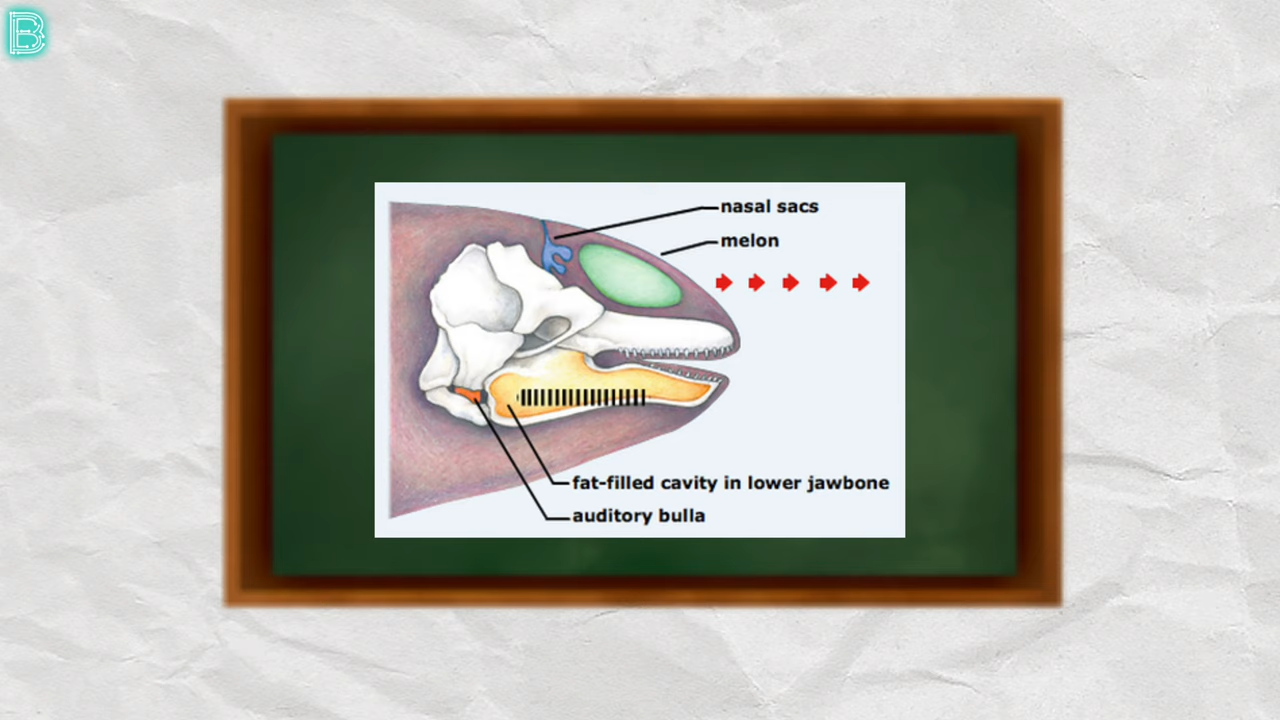 B
nasal sacs
melon
fat-filled cavity in lower jawbone
auditory bulla